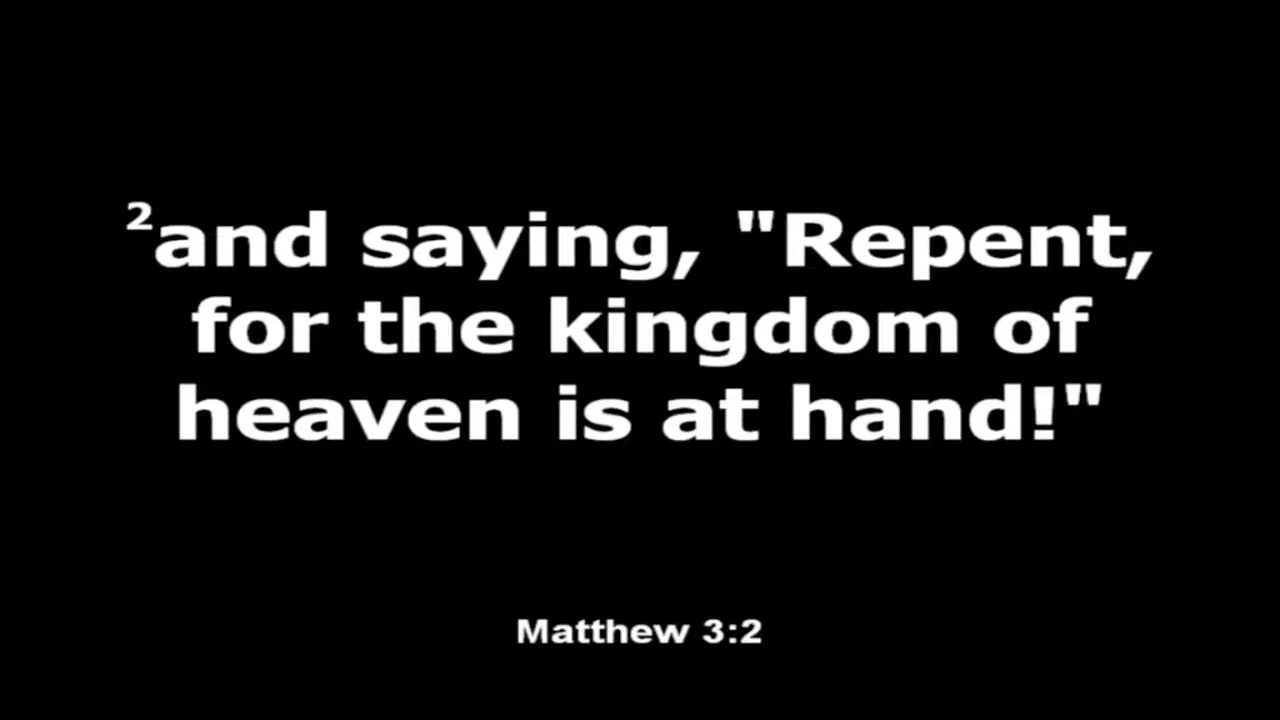 ²and saying, "Repent,
for the kingdom of
heaven is at hand!"
Matthew 3:2